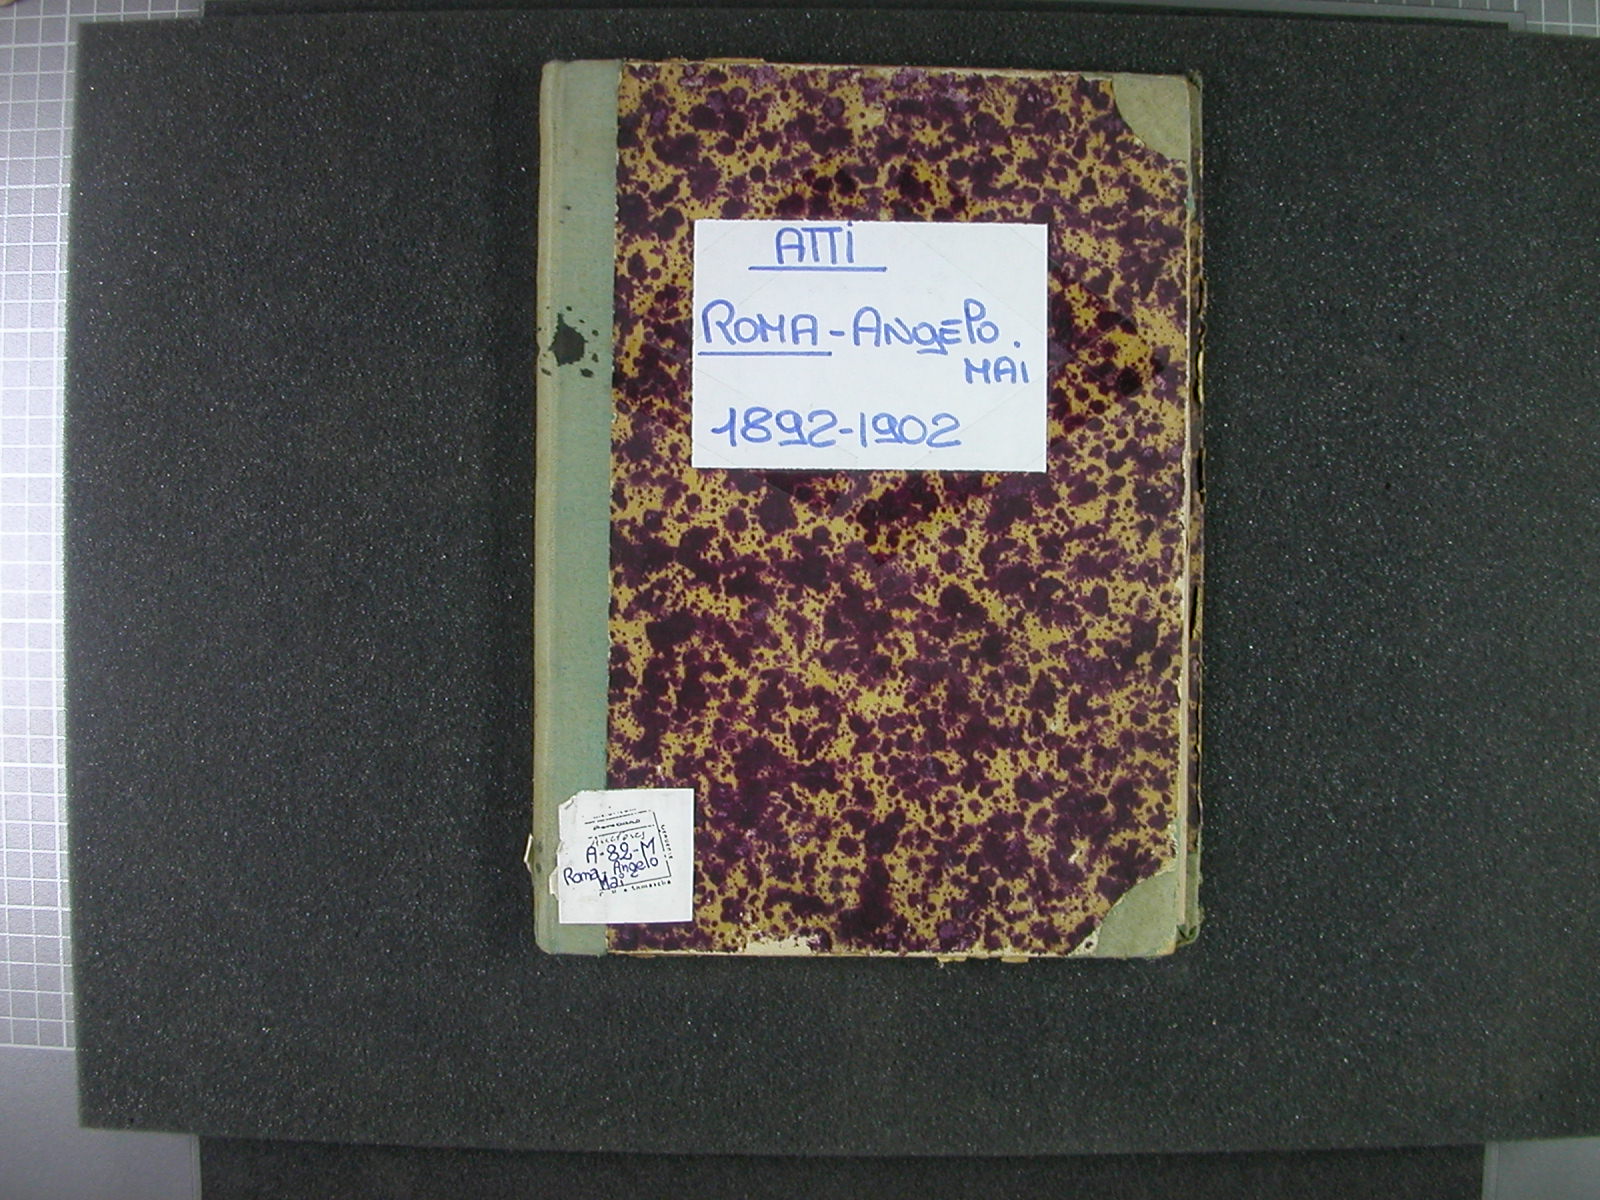 ATTi
ROMA-ANgElo.
MAi
1892-1902
A-82-M
Roma, Angelo
Mai